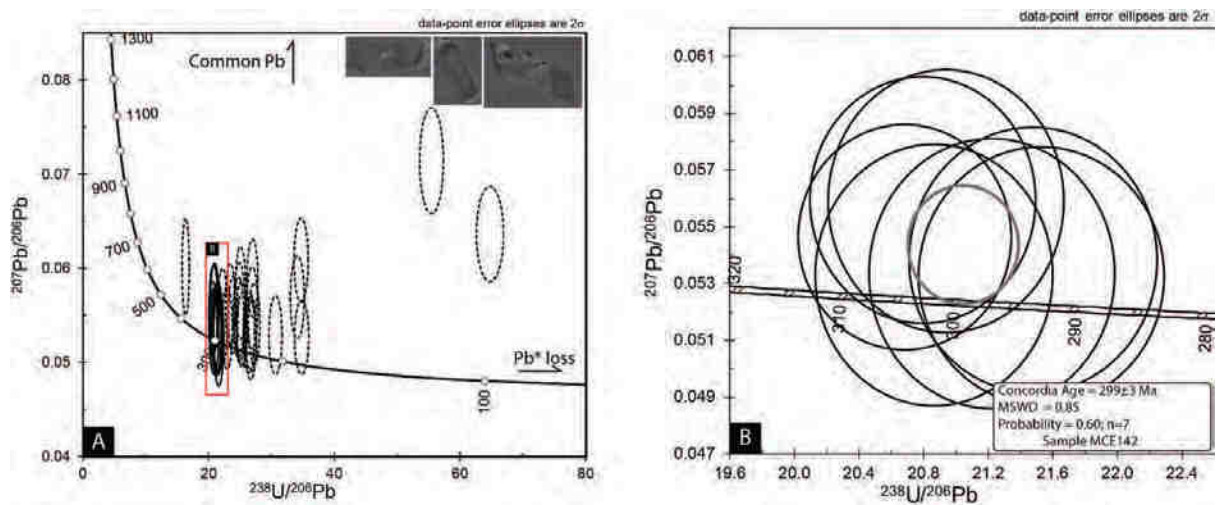 data-point error ellipses are 2σ
Common Pb
1300
1100
900
700
500
300
100
B
Pb* loss
A
0.08
0.07
0.06
0.05
0.04
0 20 40 60 80
207Pb/206Pb
238U/206Pb
data-point error ellipses are 2σ
0.061
0.059
0.057
0.055
0.053
0.051
0.049
0.047
320
310
300
290
280
Concordia Age = 299±3 Ma
MSWD = 0.85
Probability = 0.60; n=7
Sample MCE142
B
19.6 20.0 20.4 20.8 21.2 21.6 22.0 22.4
207Pb/206Pb
238U/206Pb